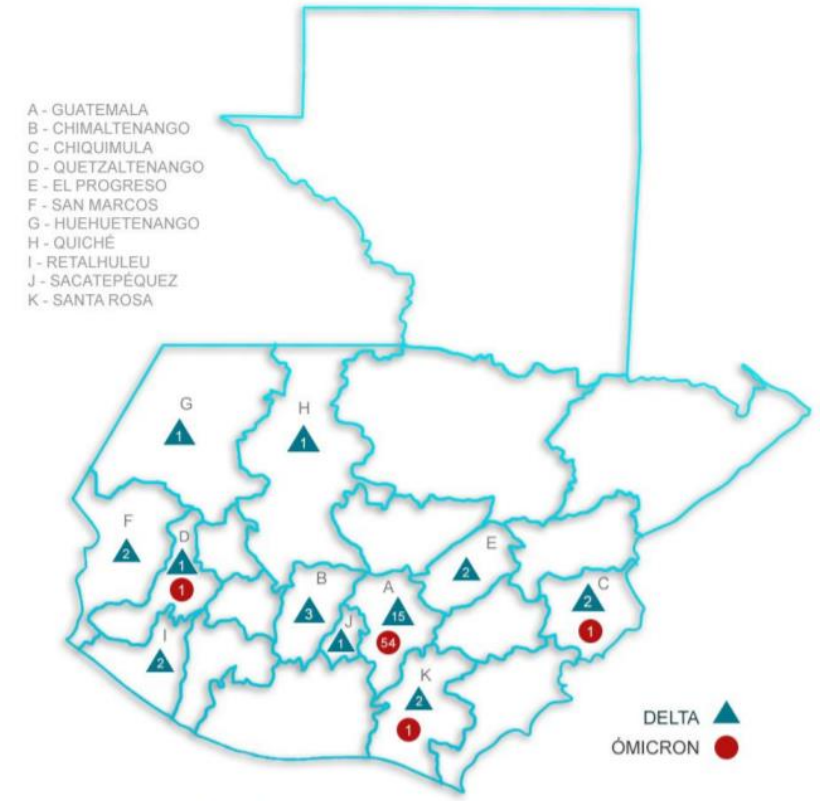 A - GUATEMALA
B - CHIMALTENANGO
C - CHIQUIMULA
D - QUETZALTENANGO
E - EL PROGRESO
F - SAN MARCOS
G - HUEHUETENANGO
H - QUICHÉ
I - RETALHULEU
J - SACATEPÉQUEZ
K - SANTA ROSA
G
1
H
1
F
2
D
1
1
E
2
B
3
A
15
54
C
2
1
J
1
I
2
K
2
1
DELTA
ÓMICRON